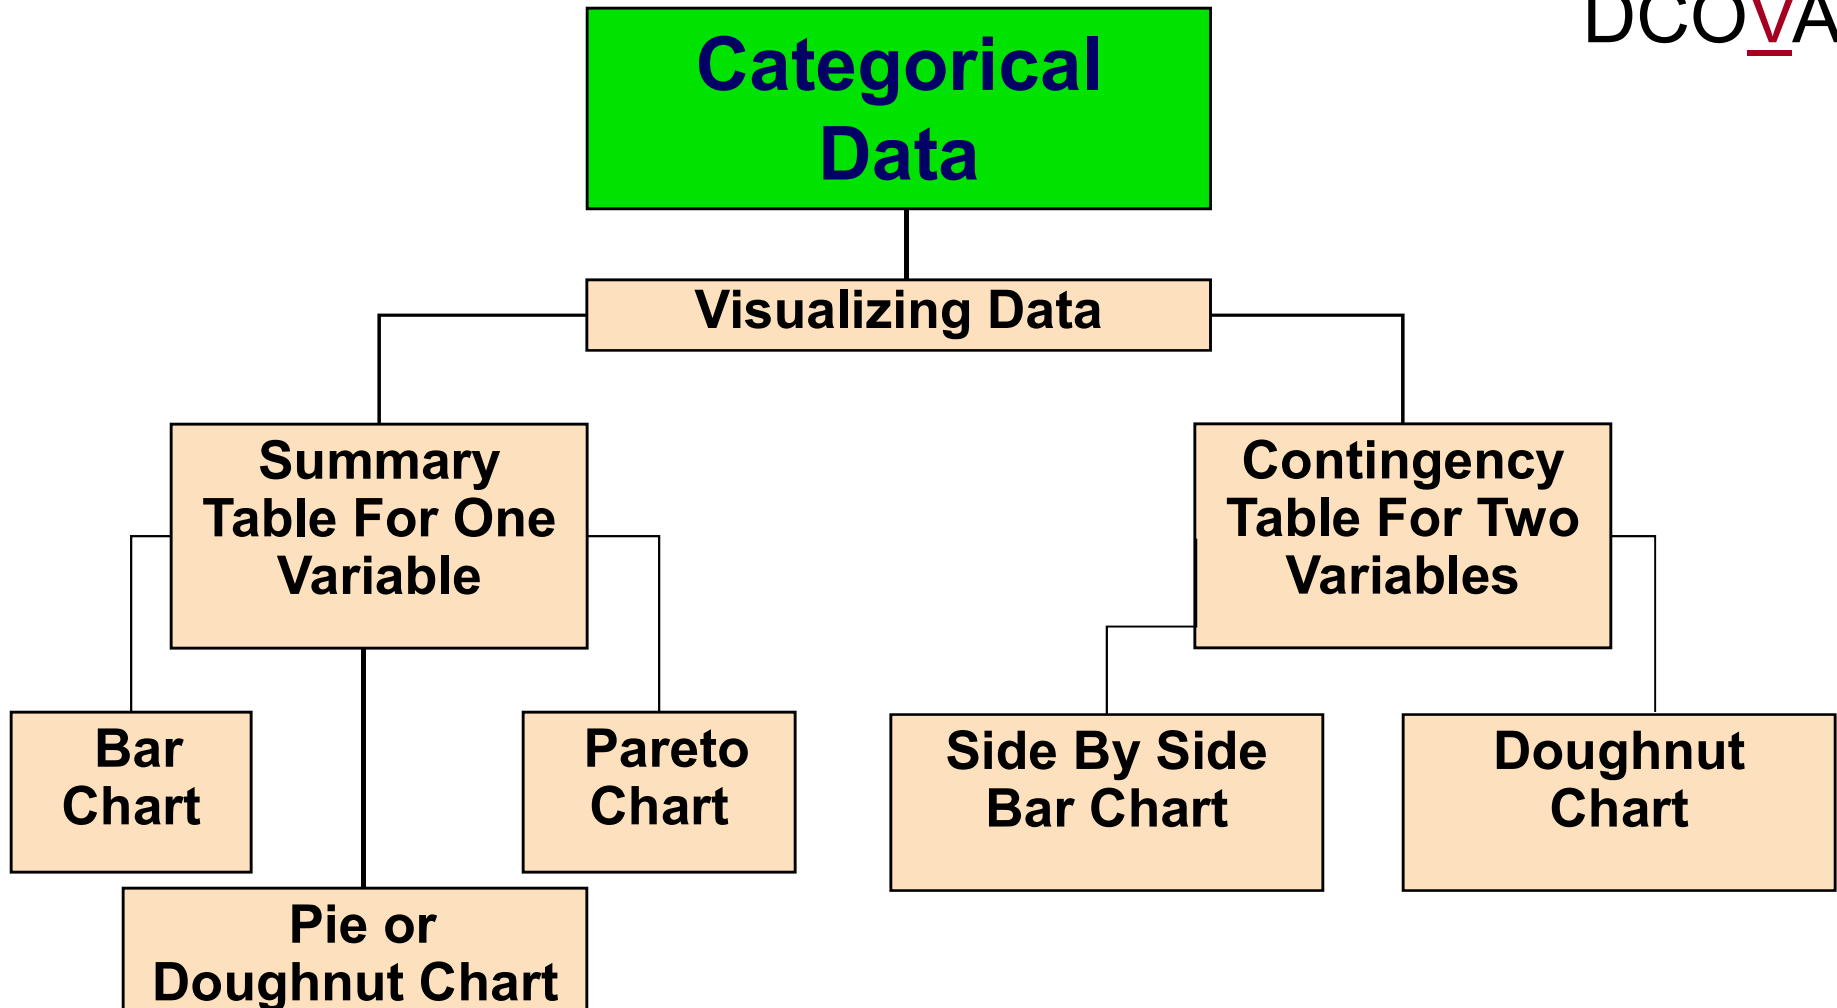 DCOVA
Categorical
Data
Visualizing Data
Summary
Table For One
Variable
Contingency
Table For Two
Variables
Bar
Chart
Pareto
Chart
Side By Side
Bar Chart
Doughnut
Chart
Pie or
Doughnut Chart